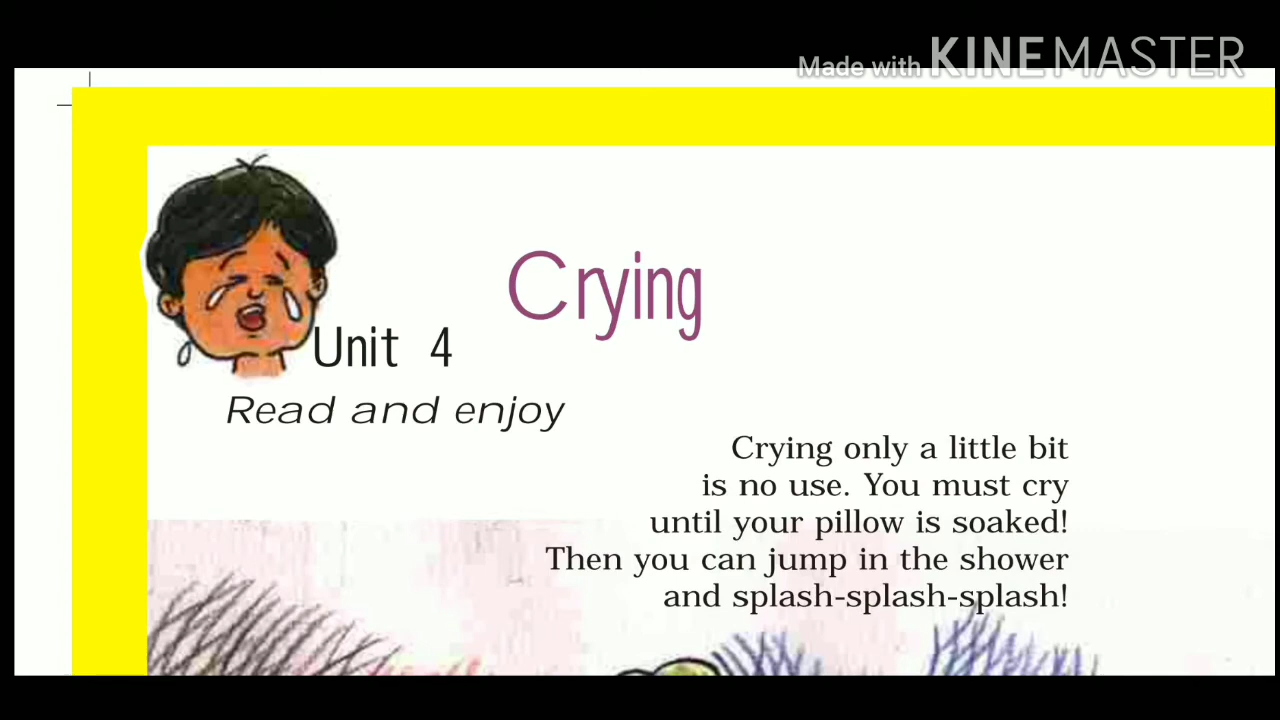 Made with KINEMASTER
Crying
Unit 4
Read and enjoy
Crying only a little bit
is no use. You must cry
until your pillow is soaked!
Then you can jump in the shower
and splash-splash-splash!